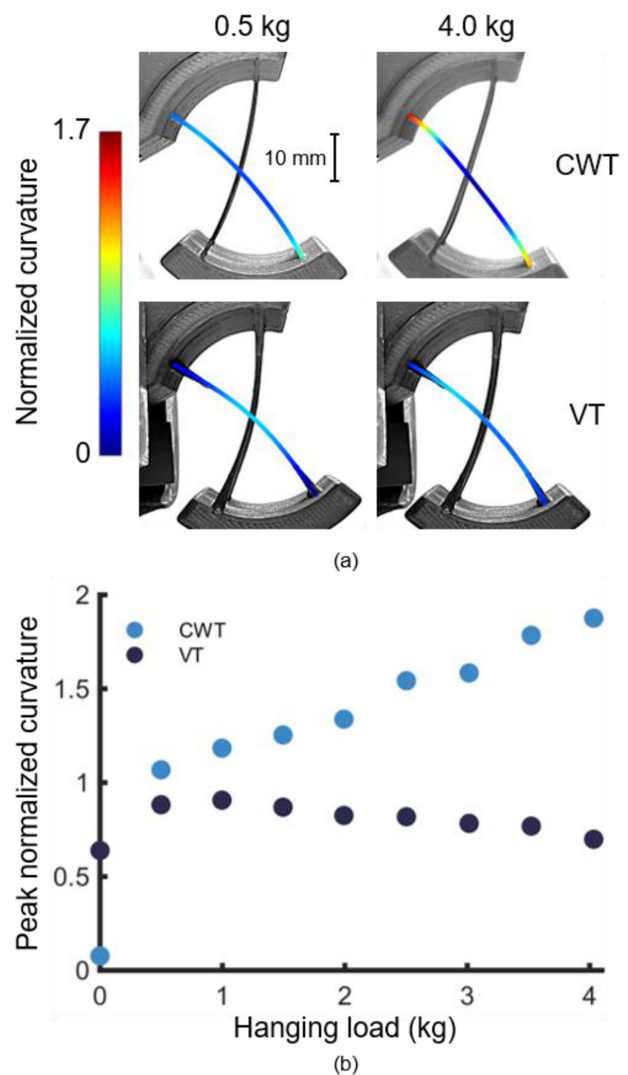 0.5 kg 4.0 kg
1.7
10 mm
CWT
Normalized curvature
0
VT
(a)
2
CWT
VT
1.5
1
0.5
0
Peak normalized curvature
0 1 2 3 4
Hanging load (kg)
(b)